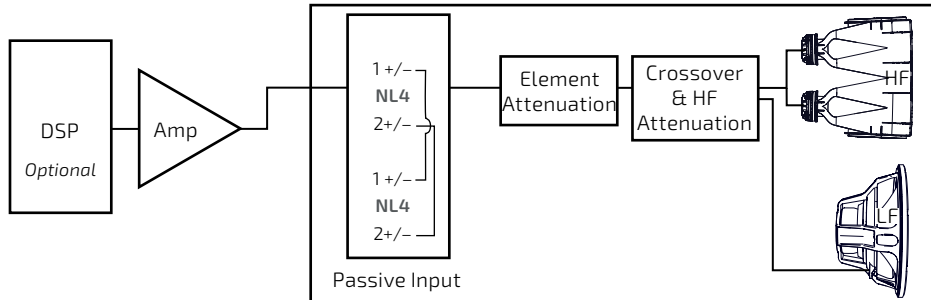 DSP
Optional
Amp
1 +/–
NL4
2+/–
1 +/–
NL4
2+/–
Passive Input
Element
Attenuation
Crossover
& HF
Attenuation
HF
LF